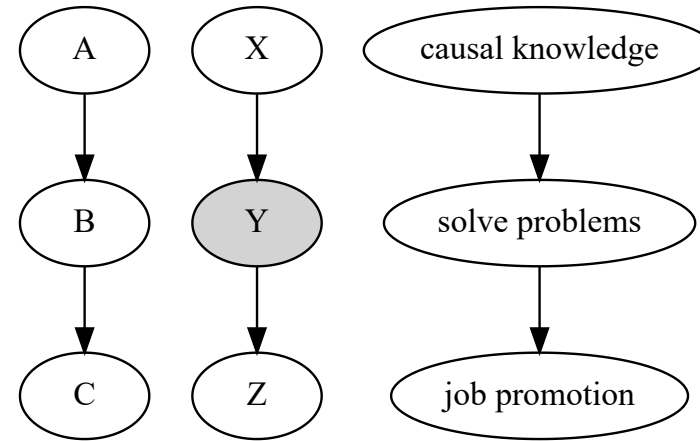 A
X
causal knowledge
B
Y
solve problems
C
Z
job promotion